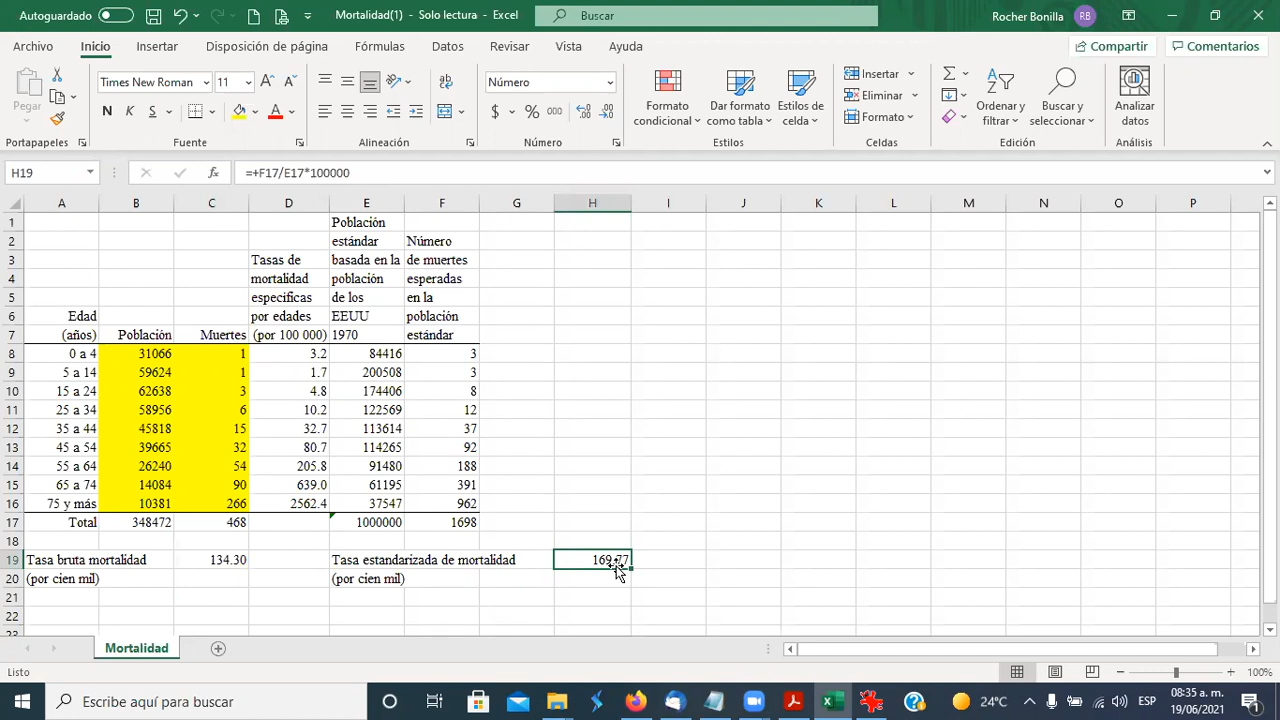 Autoguardado
Mortalidad(1) - Solo lectura - Excel
Buscar
Rocher Bonilla
RB
Archivo
Inicio
Insertar
Disposición de página
Fórmulas
Datos
Revisar
Vista
Ayuda
Compartir
Comentarios
Pegar
Times New Roman
11
N K S
Número
$ % 000
Formato condicional
Dar formato como tabla
Estilos de celda
Insertar
Eliminar
Formato
Ordenar y filtrar
Buscar y seleccionar
Analizar datos
Portapapeles
Fuente
Alineación
Número
Estilos
Celdas
Edición
Análisis
H19
fx
=+F17/E17*100000
A B C D E F G H I J K L M N O P
1 Población
2 estándar Número
3 Tasas de basada en la de muertes
4 mortalidad población esperadas
5 específicas de los en la
6 Edad por edades EEUU población
7 (años) Población Muertes (por 100 000) 1970 estándar
8 0 a 4 31066 1 3.2 84416 3
9 5 a 14 59624 1 1.7 200508 3
10 15 a 24 62638 3 4.8 174406 8
11 25 a 34 58956 6 10.2 122569 12
12 35 a 44 45818 15 32.7 113614 37
13 45 a 54 39665 32 80.7 114265 92
14 55 a 64 26240 54 205.8 91480 188
15 65 a 74 14084 90 639.0 61195 391
16 75 y más 10381 266 2562.4 37547 962
17 Total 348472 468 1000000 1698
18
19 Tasa bruta mortalidad 134.30 Tasa estandarizada de mortalidad 169.77
20 (por cien mil) (por cien mil)
21
22
23
Mortalidad
Listo
100%
Escribe aquí para buscar
24°C
ESP
08:35 a. m.
19/06/2021
1